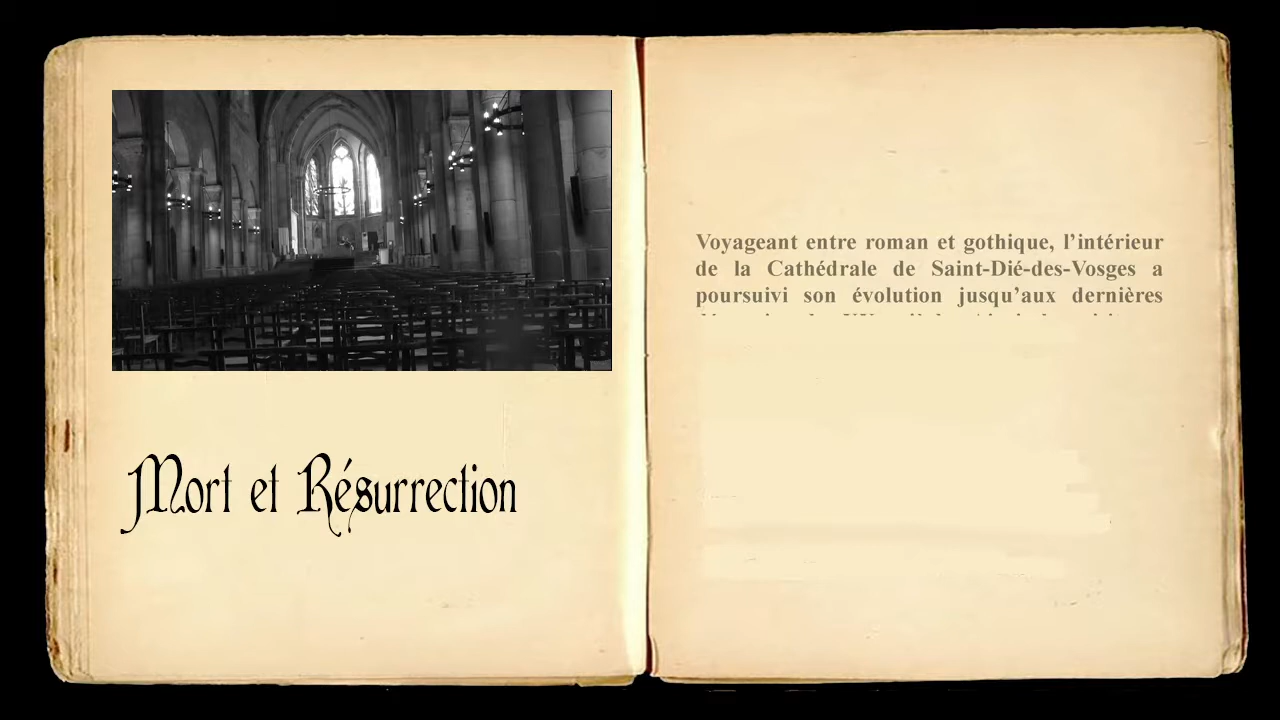 Mort et Résurrection
Voyageant entre roman et gothique, l’intérieur
de la Cathédrale de Saint-Dié-des-Vosges a
poursuivi son évolution jusqu’aux dernières